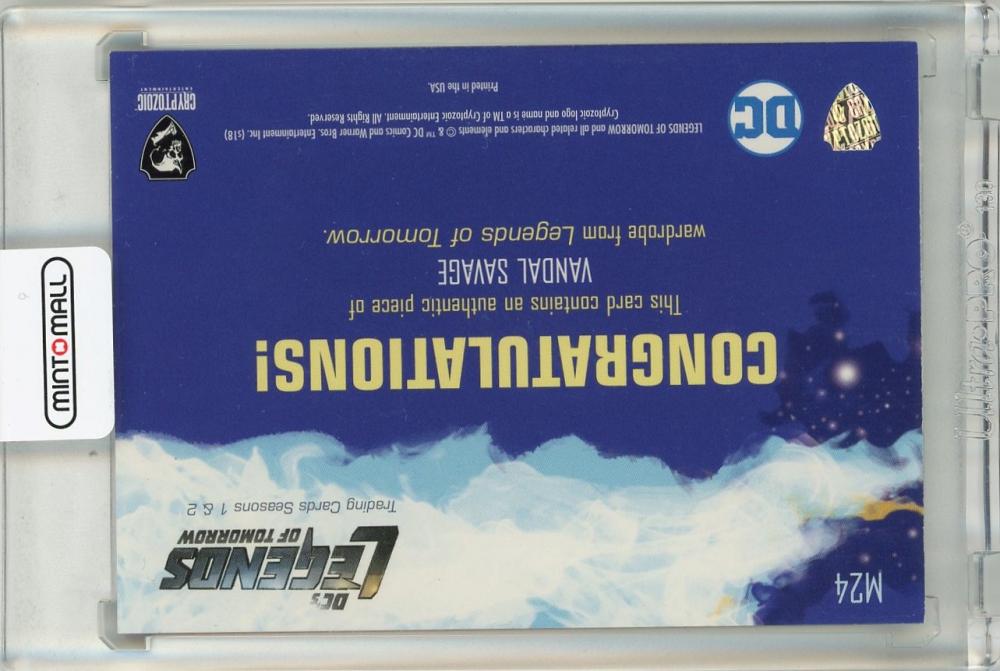 M24
DC's
LEGENDS
OF TOMORROW
Trading Cards Seasons 1 & 2
CONGRATULATIONS!
This card contains an authentic piece of
VANDAL SAVAGE
wardrobe from Legends of Tomorrow.
DC
LEGENDS OF TOMORROW and all related characters and elements © & ™ DC Comics and Warner Bros. Entertainment Inc. (s18)
Cryptozoic logo and name is a TM of Cryptozoic Entertainment. All Rights Reserved.
Printed in the USA.
CRYPTOZOIC
ENTERTAINMENT
MINTOMALL
UltraPRO® 130